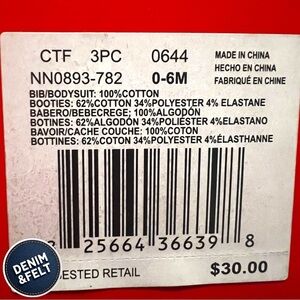 CTF 3PC 0644 MADE IN CHINA
HECHO EN CHINA
NN0893-782 0-6M FABRIQUÉ EN CHINE
BIB/BODYSUIT: 100%COTTON
BOOTIES: 62%COTTON 34%POLYESTER 4% ELASTANE
BABERO/BEBECREGE; 100%ALGODÓN
BOTINES: 62%ALGODÓN 34%POLIÉSTER 4%ELASTANO
BAVOIR/CACHE COUCHE: 100%COTON
BOTTINES: 62%COTON 34%POLYESTER 4%ÉLASTHANNE
25664 36639 8
ESTED RETAIL $30.00
DENIM
&FELT